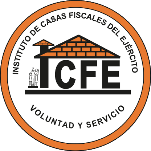 INSTITUTO DE CASAS FISCALES DEL EJÉRCITO
ICFE
VOLUNTAD Y SERVICIO